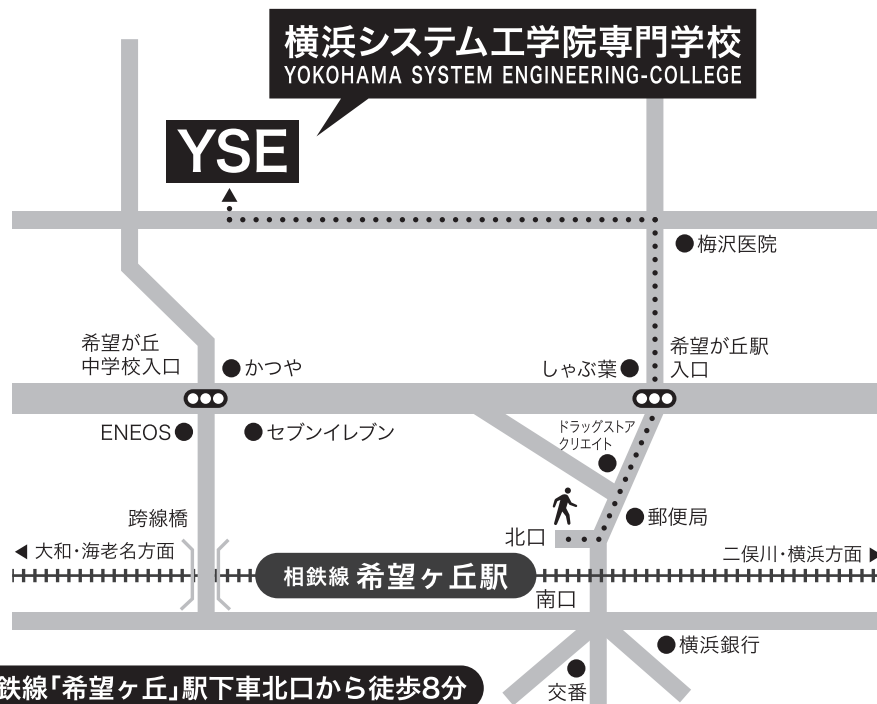 横浜システム工学院専門学校
YOKOHAMA SYSTEM ENGINEERING-COLLEGE
YSE
梅沢医院
希望が丘
中学校入口
かつや
しゃぶ葉
希望が丘駅
入口
ENEOS
セブンイレブン
ドラッグストア
クリエイト
跨線橋
郵便局
北口
大和・海老名方面
二俣川・横浜方面
相鉄線 希望ヶ丘駅
南口
横浜銀行
交番
鉄線「希望ヶ丘」駅下車北口から徒歩8分